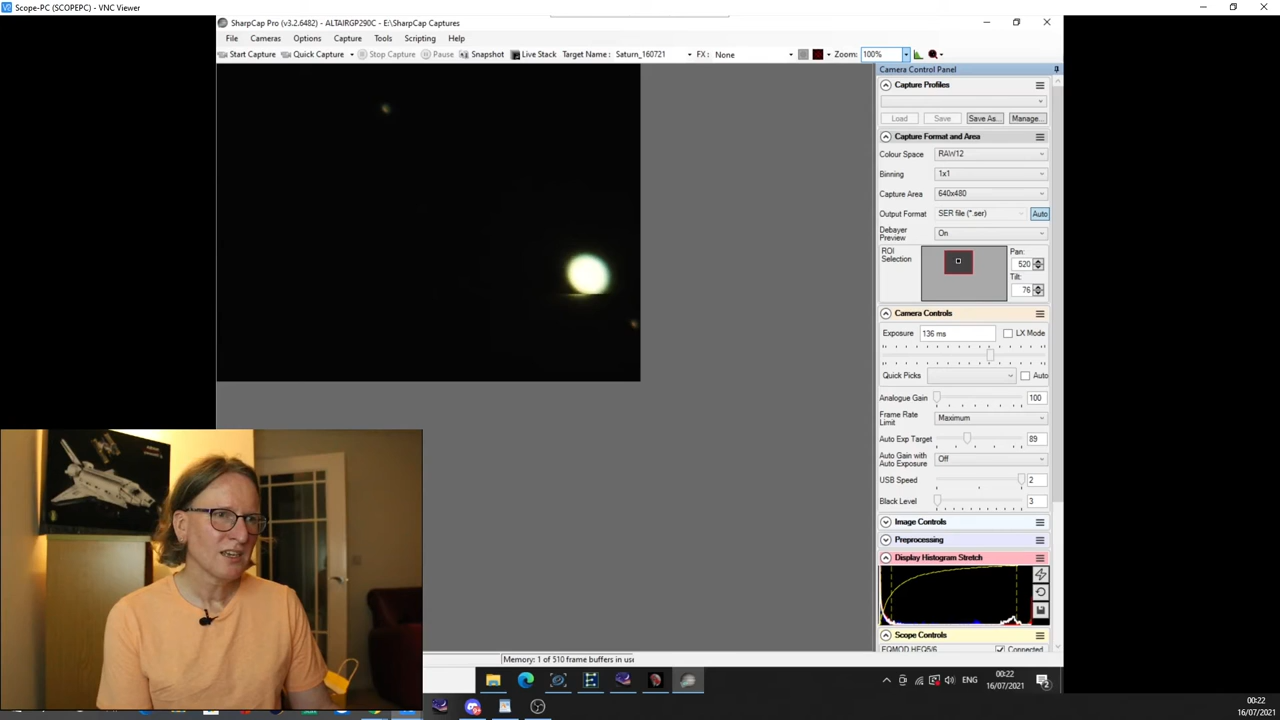 Scope-PC (SCOPEPC) - VNC Viewer
SharpCap Pro (v3.2.6482) - ALTAIRGP290C - E:\SharpCap Captures
File Cameras Options Capture Tools Scripting Help
Start Capture Quick Capture Stop Capture Pause Snapshot Live Stack Target Name: Saturn_160721 FX: None Zoom: 100%
Camera Control Panel
Capture Profiles
Load Save Save As... Manage...
Capture Format and Area
Colour Space RAW12
Binning 1x1
Capture Area 640x480
Output Format SER file (*.ser) Auto
Debayer Preview On
ROI Selection
Pan: 520
Tilt: 76
Camera Controls
Exposure 136 ms LX Mode
Quick Picks Auto
Analogue Gain 100
Frame Rate Limit Maximum
Auto Exp Target 89
Auto Gain with Auto Exposure Off
USB Speed 2
Black Level 3
Image Controls
Preprocessing
Display Histogram Stretch
Scope Controls
EQMOD HEQ5/6 Connected
Memory: 1 of 510 frame buffers in use
ENG
00:22
16/07/2021
2
00:22
16/07/2021